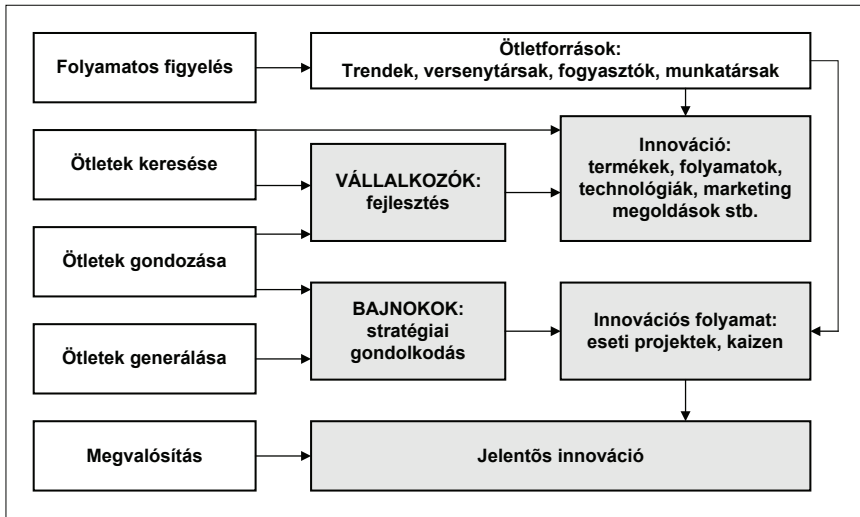 Folyamatos figyelés
Ötletforrások:
Trendek, versenytársak, fogyasztók, munkatársak
Ötletek keresése
VÁLLALKOZÓK:
fejlesztés
Innováció:
termékek, folyamatok,
technológiák, marketing
megoldások stb.
Ötletek gondozása
BAJNOKOK:
stratégiai
gondolkodás
Innovációs folyamat:
eseti projektek, kaizen
Ötletek generálása
Megvalósítás
Jelentõs innováció